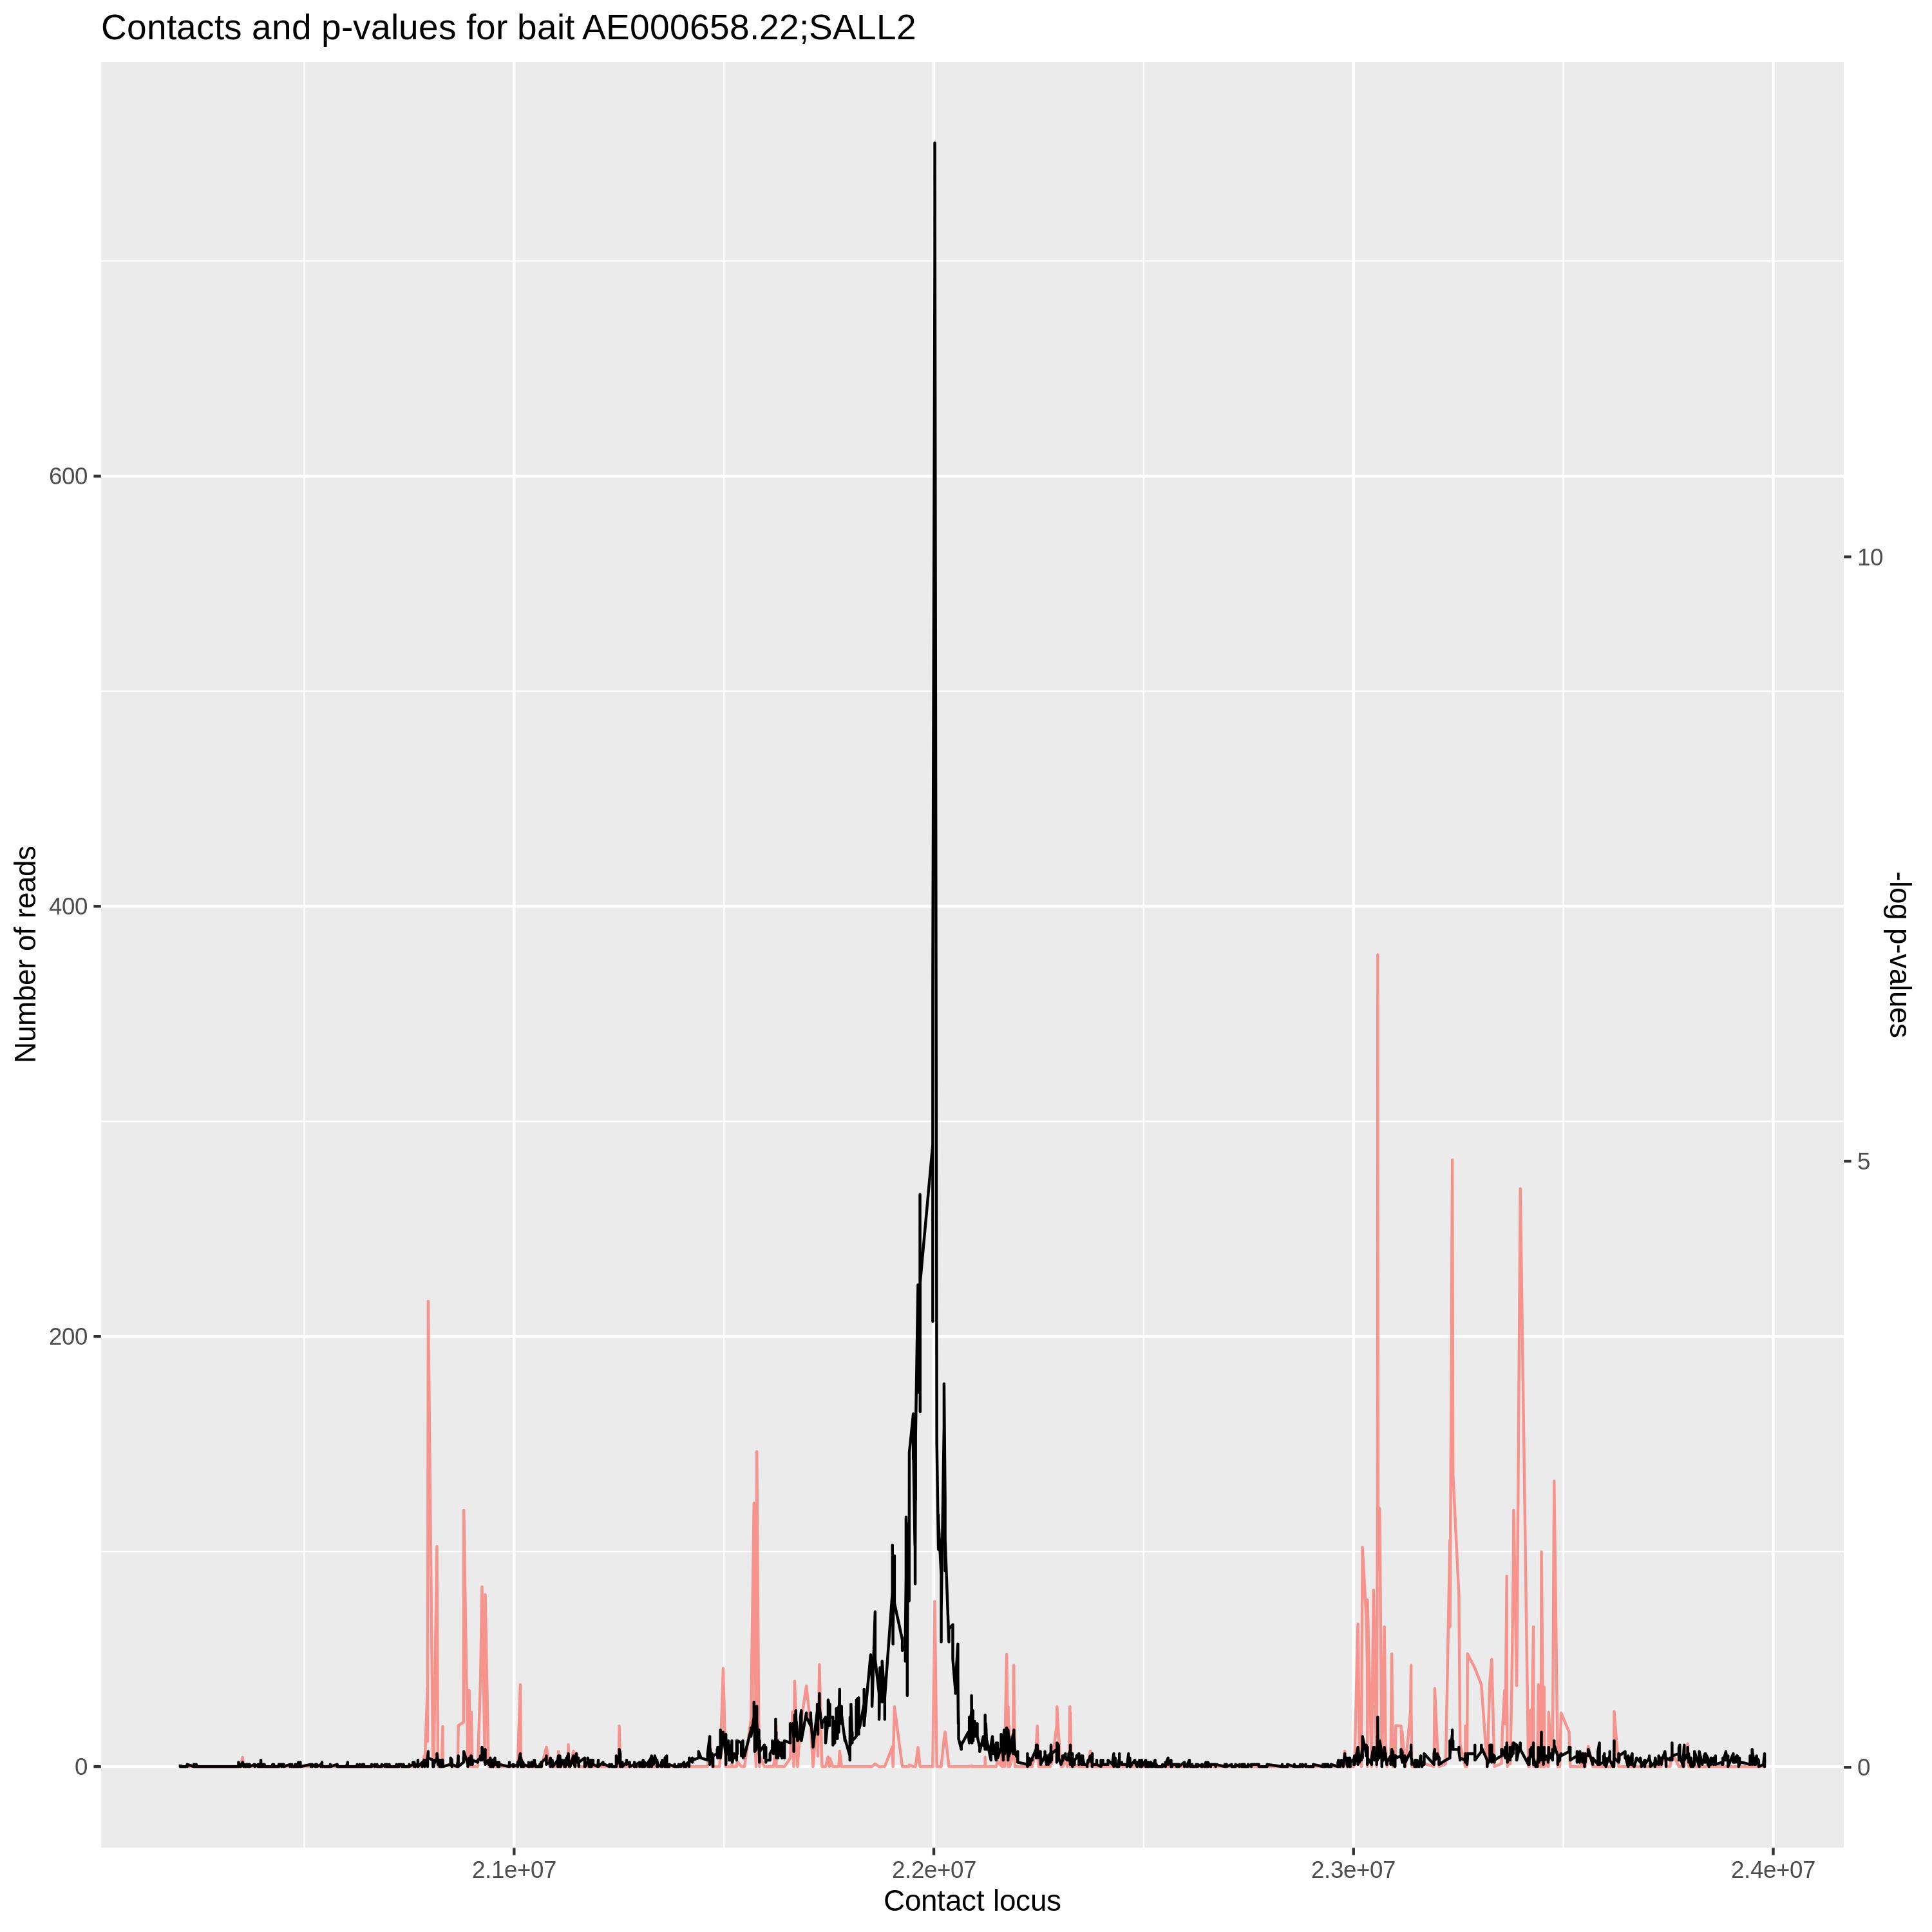 Contacts and p-values for bait AE000658.22;SALL2
600
400
200
0
10
5
0
Number of reads
-log p-values
2.1e+07
2.2e+07
2.3e+07
2.4e+07
Contact locus